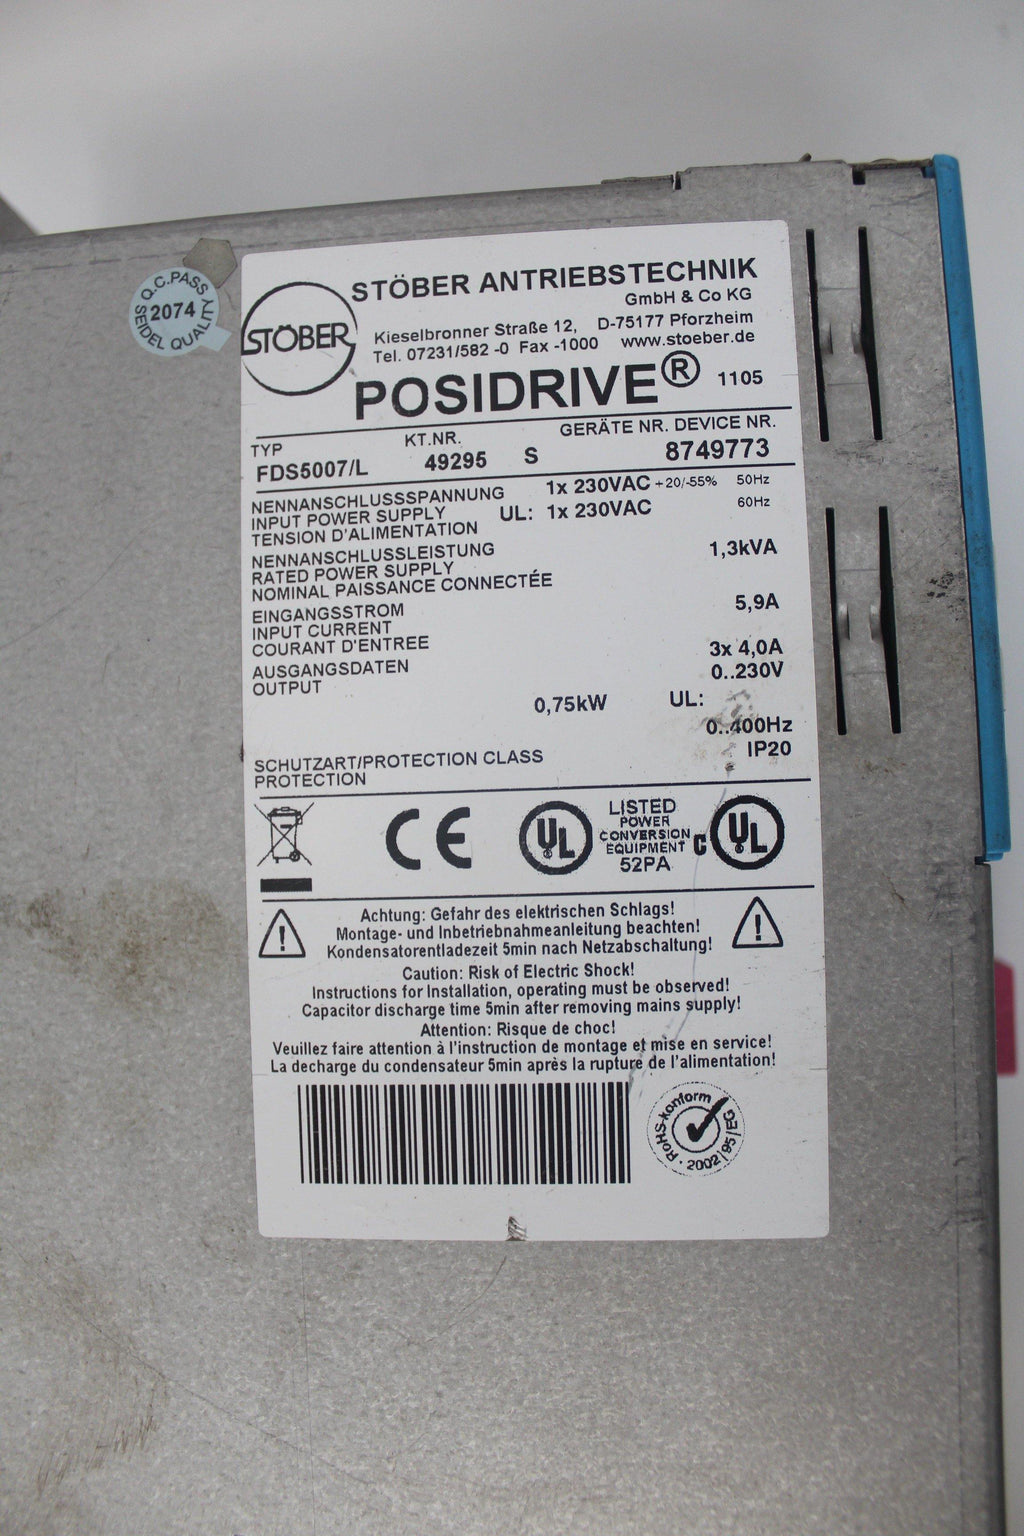 Q.C.PASS
2074
SEIDEL QUALITY
STÖBER
STÖBER ANTRIEBSTECHNIK
GmbH & Co KG
Kieselbronner Straße 12, D-75177 Pforzheim
Tel. 07231/582 -0 Fax -1000 www.stoeber.de
POSIDRIVE® 1105
TYP KT.NR. GERÄTE NR. DEVICE NR.
FDS5007/L 49295 S 8749773
NENNANSCHLUSSSPANNUNG 1x 230VAC +20/-55% 50Hz
INPUT POWER SUPPLY UL: 1x 230VAC 60Hz
TENSION D'ALIMENTATION
NENNANSCHLUSSLEISTUNG 1,3kVA
RATED POWER SUPPLY
NOMINAL PAISSANCE CONNECTÉE
EINGANGSSTROM 5,9A
INPUT CURRENT
COURANT D'ENTREE
AUSGANGSDATEN 3x 4,0A
OUTPUT 0..230V
0,75kW UL:
0..400Hz
SCHUTZART/PROTECTION CLASS IP20
PROTECTION
CE
UL
LISTED
POWER
CONVERSION
EQUIPMENT
52PA
C UL
Achtung: Gefahr des elektrischen Schlags!
Montage- und Inbetriebnahmeanleitung beachten!
Kondensatorentladezeit 5min nach Netzabschaltung!
Caution: Risk of Electric Shock!
Instructions for Installation, operating must be observed!
Capacitor discharge time 5min after removing mains supply!
Attention: Risque de choc!
Veuillez faire attention à l'instruction de montage et mise en service!
La decharge du condensateur 5min après la rupture de l'alimentation!
RoHS-konform
2002/95/EG